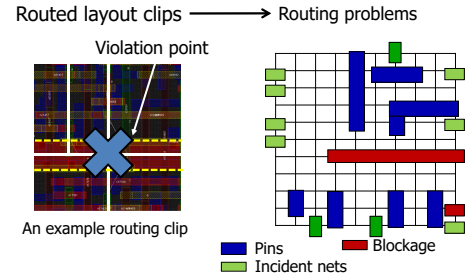 Routed layout clips
Routing problems
Violation point
An example routing clip
Pins
Blockage
Incident nets